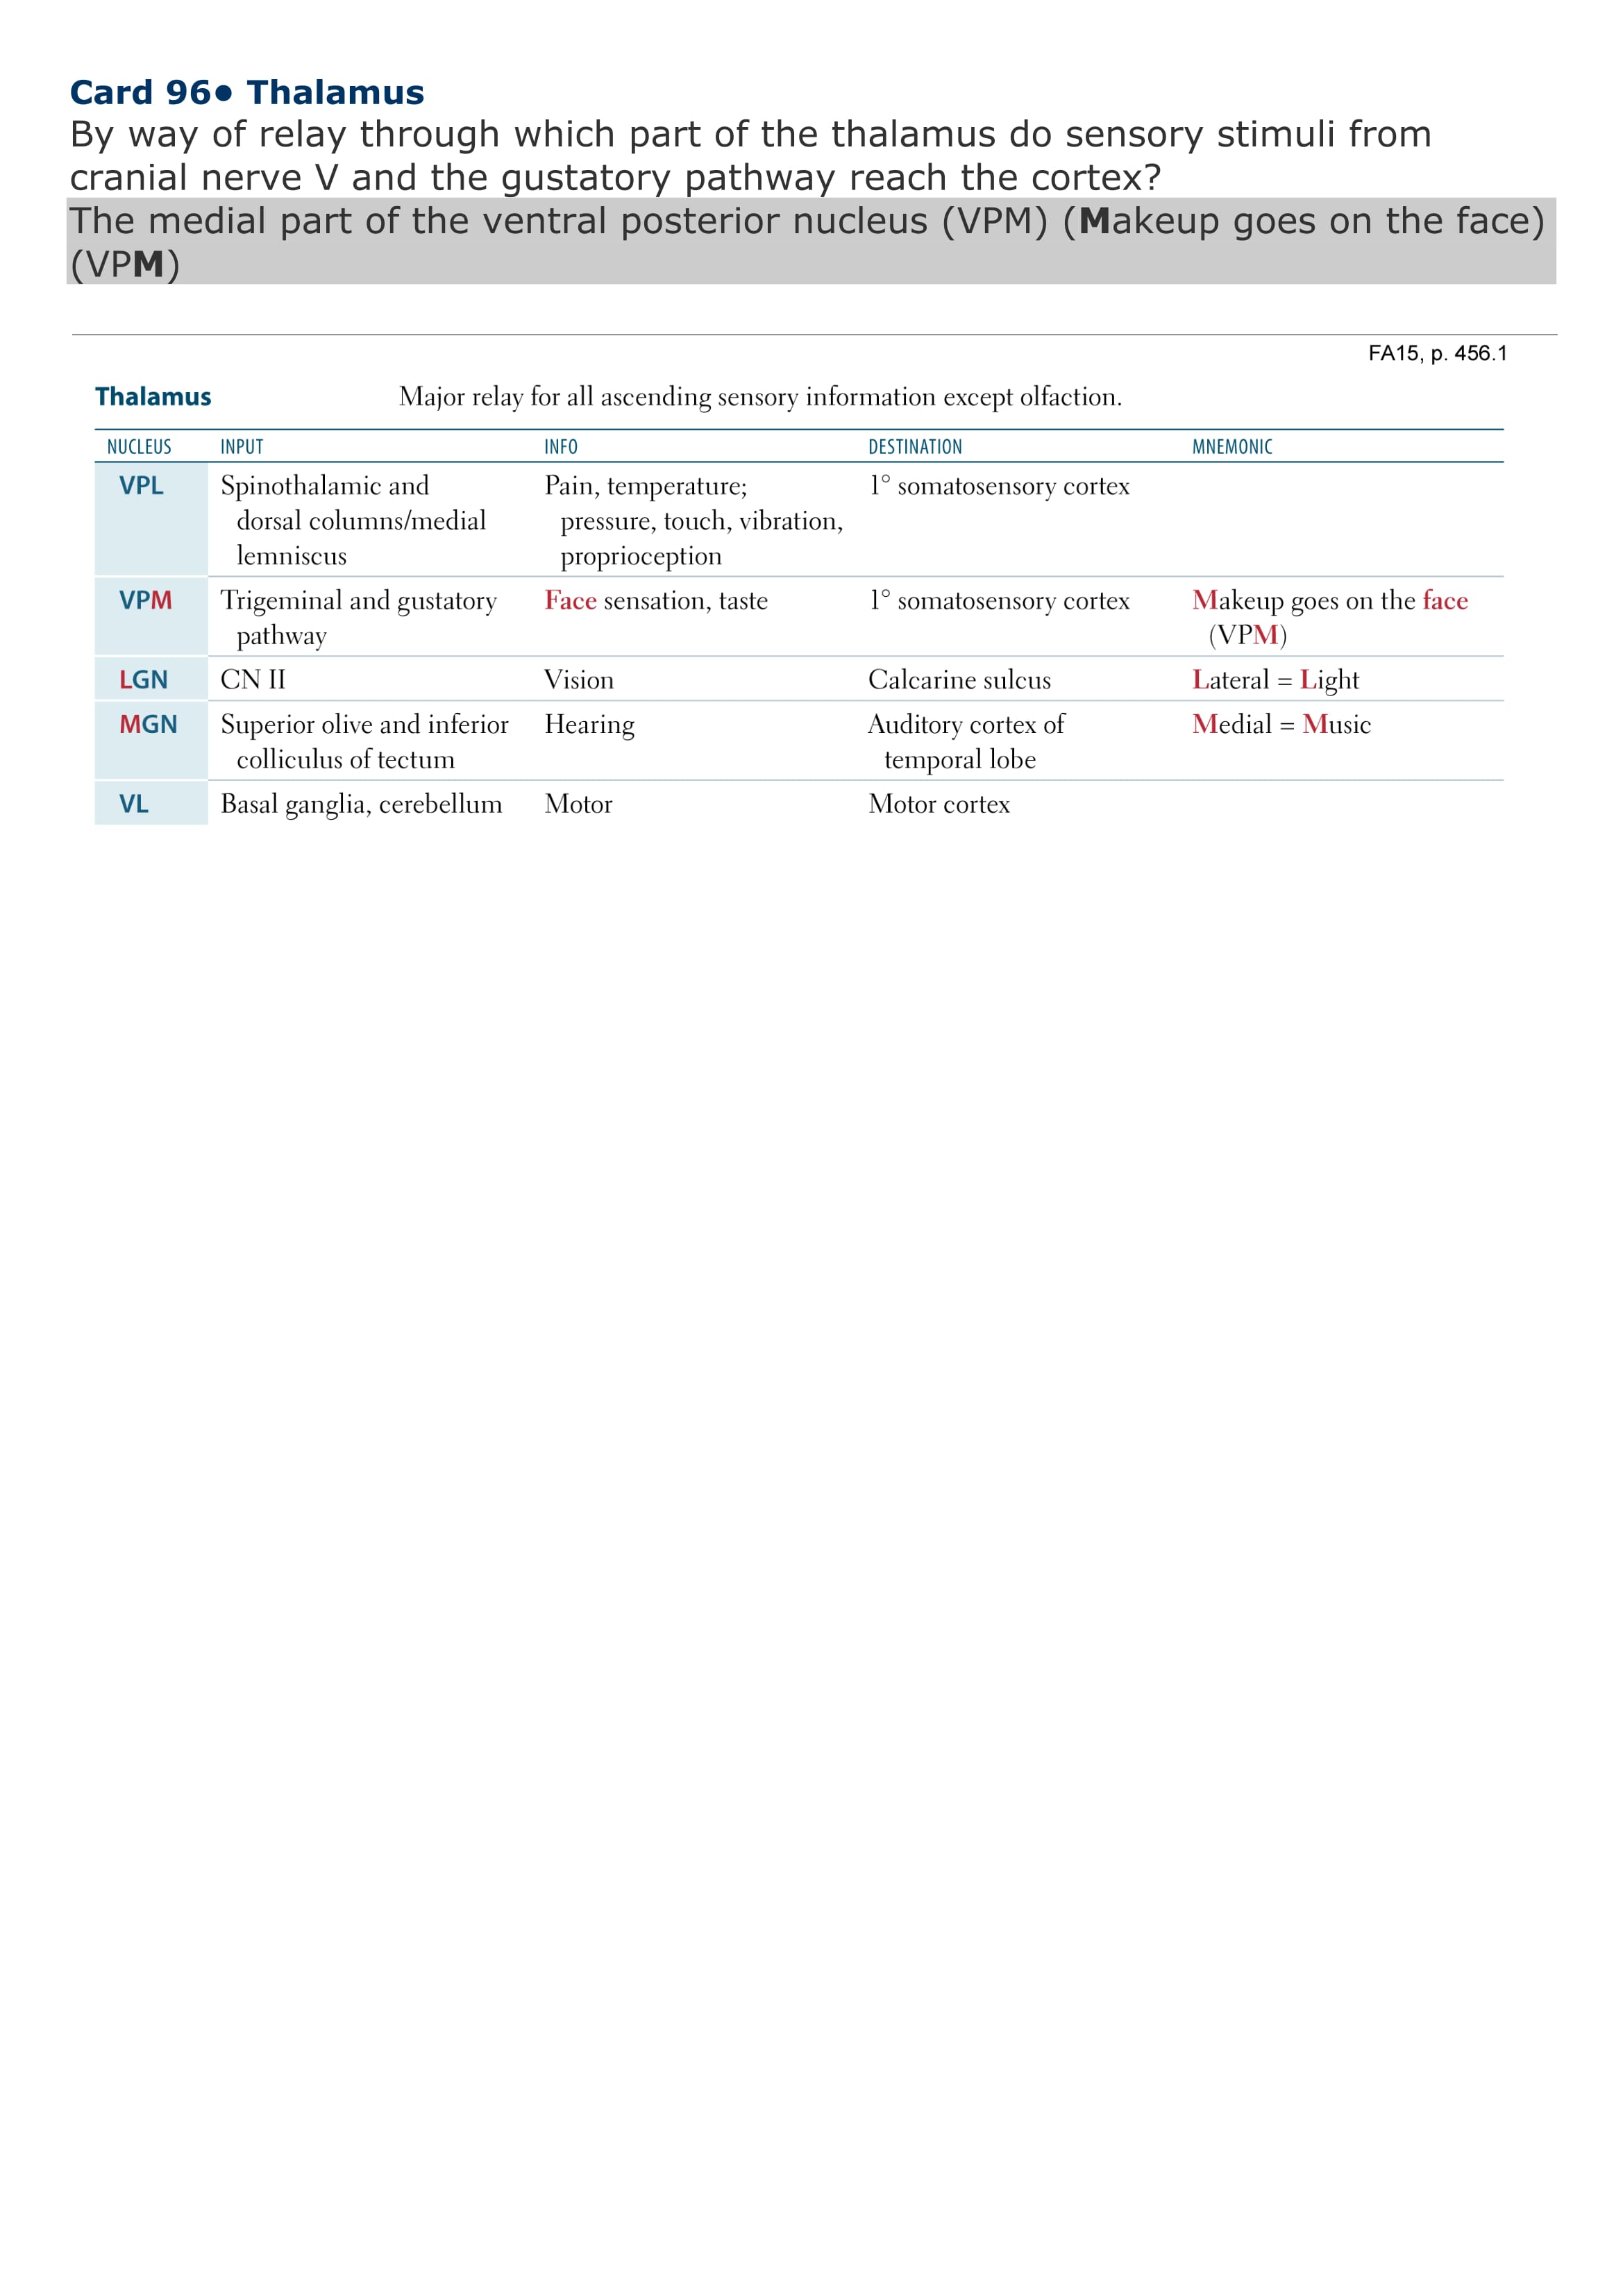 Card 96• Thalamus
By way of relay through which part of the thalamus do sensory stimuli from
cranial nerve V and the gustatory pathway reach the cortex?
The medial part of the ventral posterior nucleus (VPM) (Makeup goes on the face)
(VPM)
FA15, p. 456.1
Thalamus Major relay for all ascending sensory information except olfaction.
NUCLEUS INPUT INFO DESTINATION MNEMONIC
VPL Spinothalamic and Pain, temperature; 1° somatosensory cortex
dorsal columns/medial pressure, touch, vibration,
lemniscus proprioception
VPM Trigeminal and gustatory Face sensation, taste 1° somatosensory cortex Makeup goes on the face
pathway (VPM)
LGN CN II Vision Calcarine sulcus Lateral = Light
MGN Superior olive and inferior Hearing Auditory cortex of Medial = Music
colliculus of tectum temporal lobe
VL Basal ganglia, cerebellum Motor Motor cortex